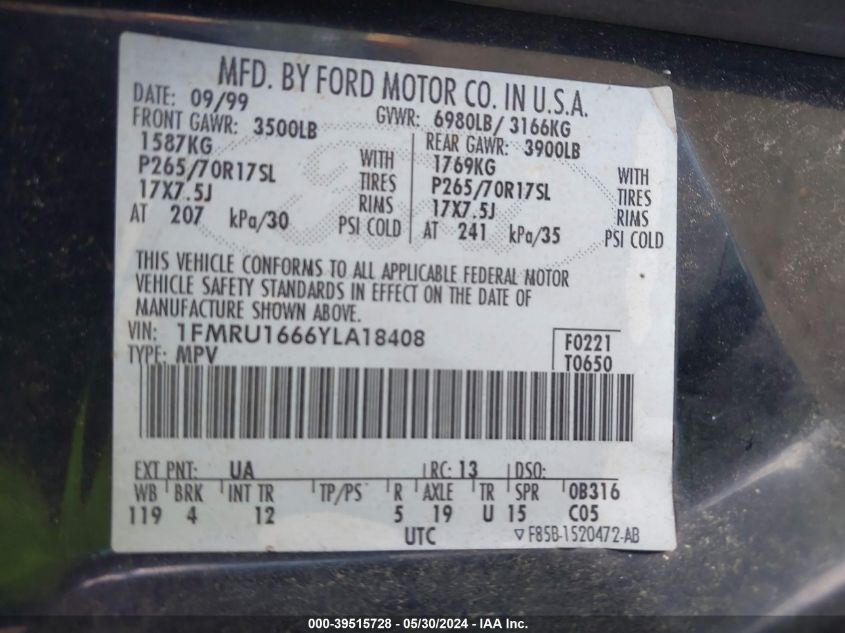 MFD. BY FORD MOTOR CO. IN U.S.A.
DATE: 09/99 GVWR: 6980LB/ 3166KG
FRONT GAWR: 3500LB REAR GAWR: 3900LB
1587KG WITH 1769KG WITH
P265/70R17SL TIRES P265/70R17SL TIRES
17X7.5J RIMS 17X7.5J RIMS
AT 207 kPa/30 PSI COLD AT 241 kPa/35 PSI COLD
THIS VEHICLE CONFORMS TO ALL APPLICABLE FEDERAL MOTOR
VEHICLE SAFETY STANDARDS IN EFFECT ON THE DATE OF
MANUFACTURE SHOWN ABOVE.
VIN: 1FMRU1666YLA18408 F0221
TYPE: MPV T0650
EXT PNT: UA RC: 13 DSO:
WB BRK INT TR TP/PS R AXLE TR SPR 0B316
119 4 12 5 19 U 15 C05
UTC ▽F85B-1520472-AB
000-39515728 - 05/30/2024 - IAA Inc.